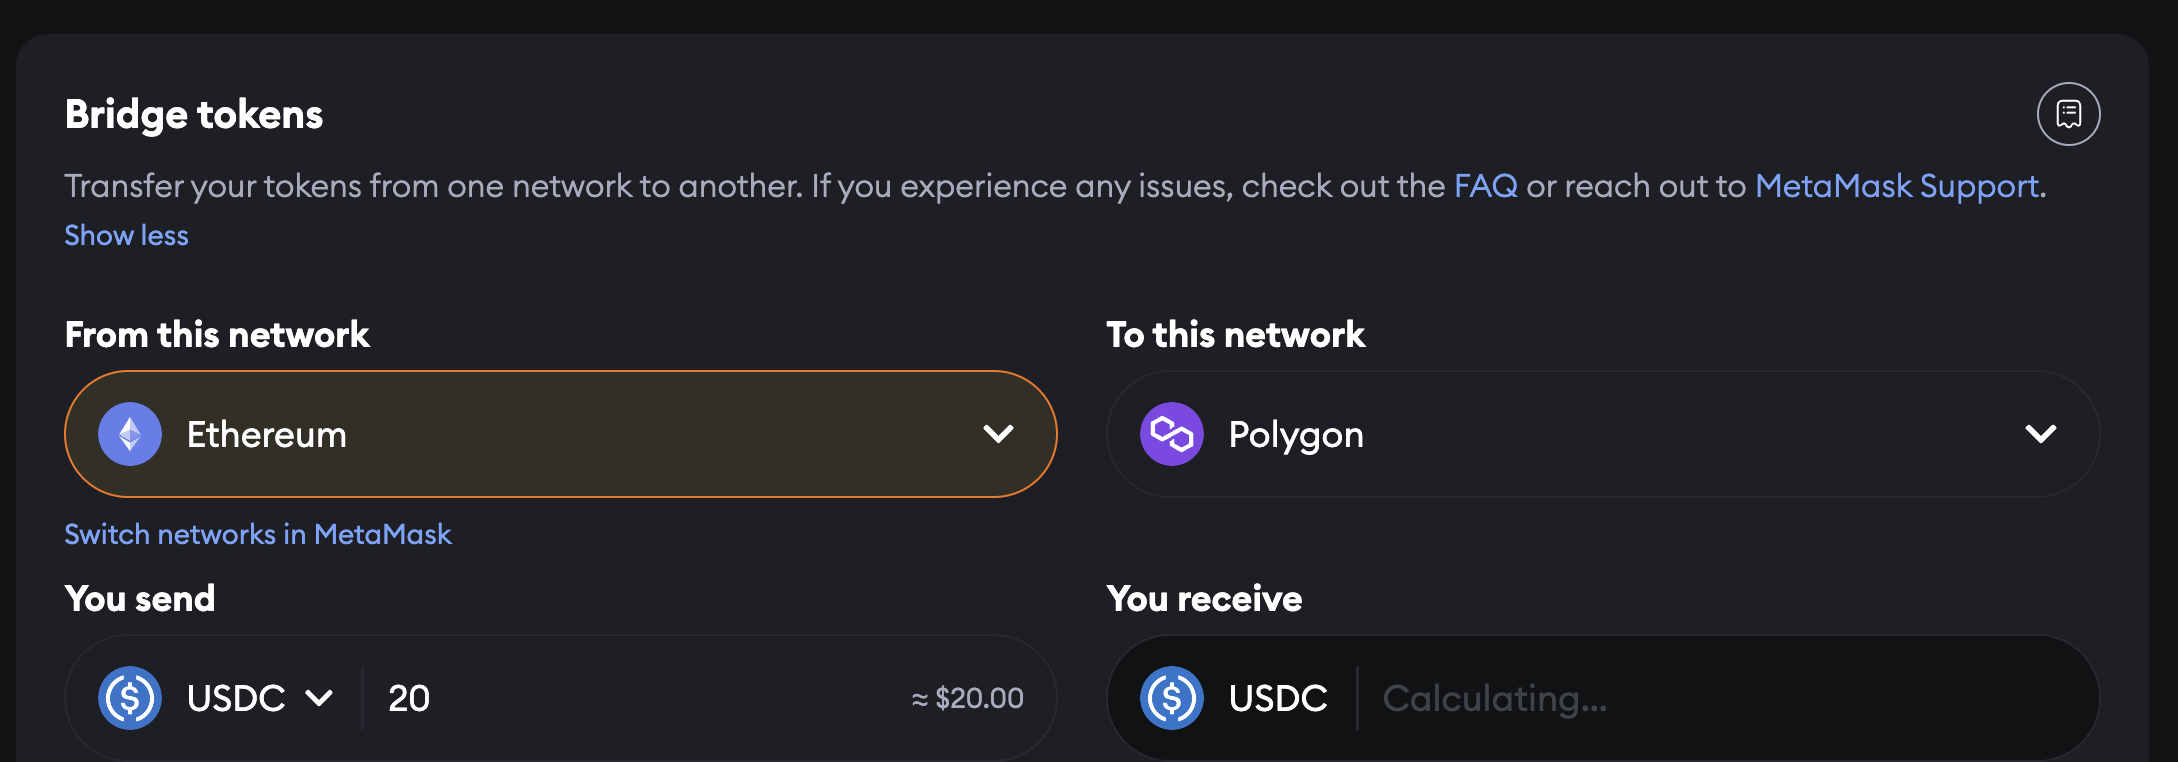 Bridge tokens
Transfer your tokens from one network to another. If you experience any issues, check out the FAQ or reach out to MetaMask Support.
Show less
From this network
Ethereum
Switch networks in MetaMask
To this network
Polygon
You send
USDC 20 ≈ $20.00
You receive
USDC Calculating...